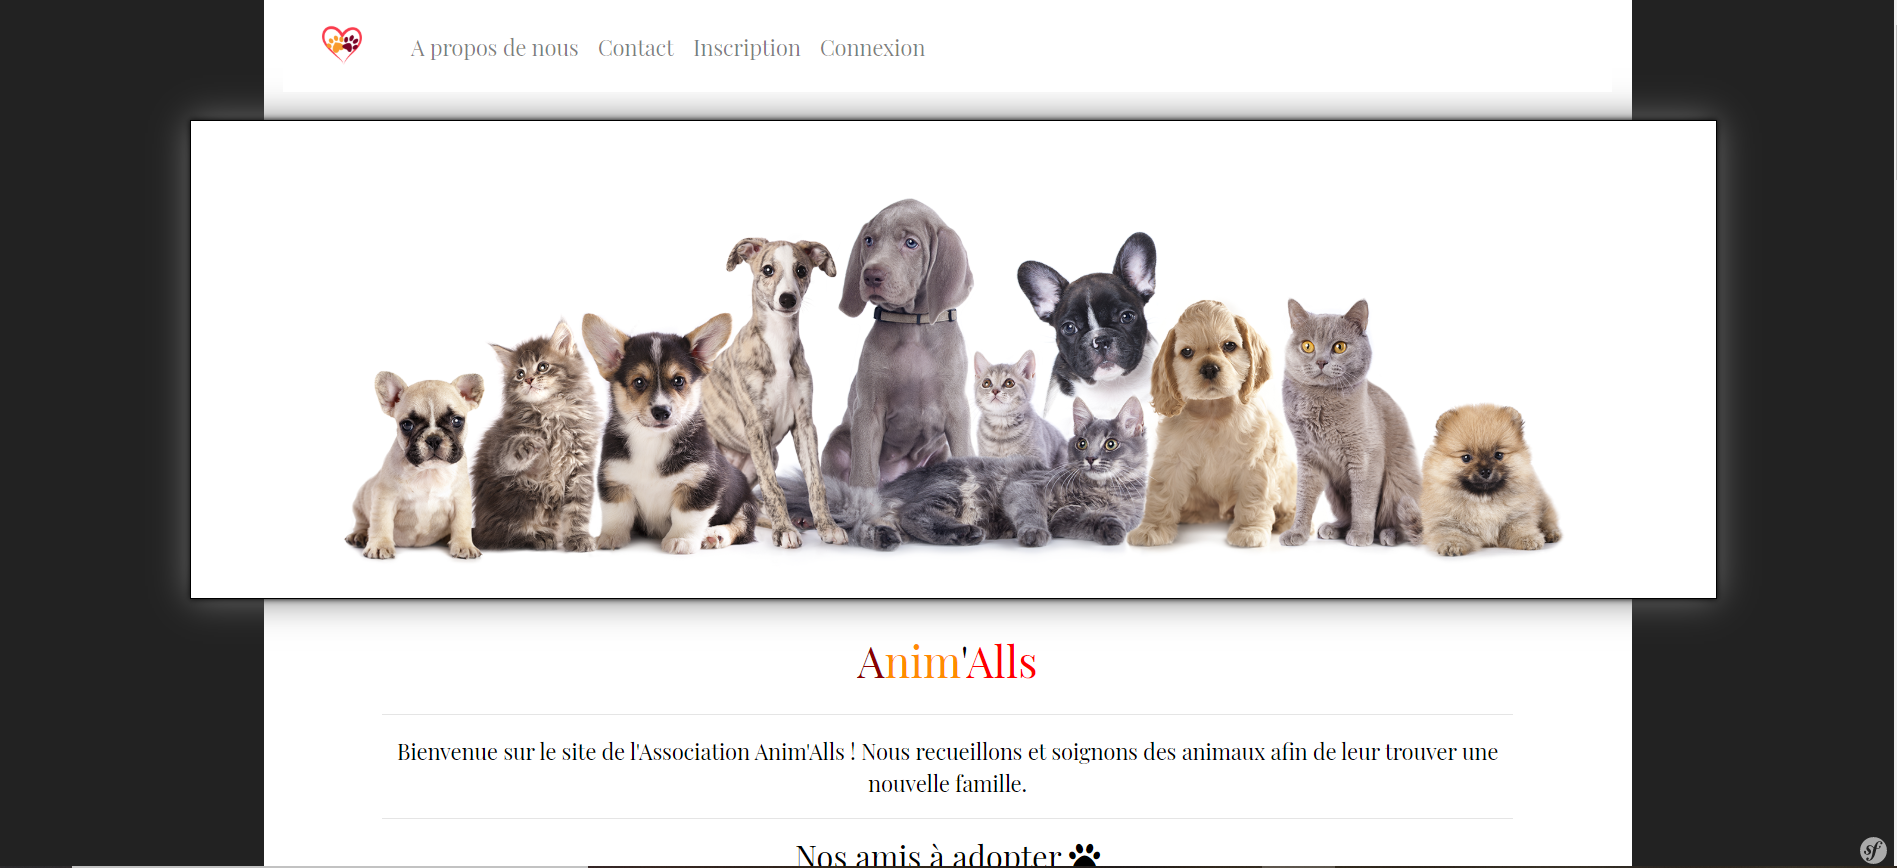 A propos de nous Contact Inscription Connexion
Anim'Alls
Bienvenue sur le site de l'Association Anim'Alls ! Nous recueillons et soignons des animaux afin de leur trouver une
nouvelle famille.
Nos amis à adopter
sf